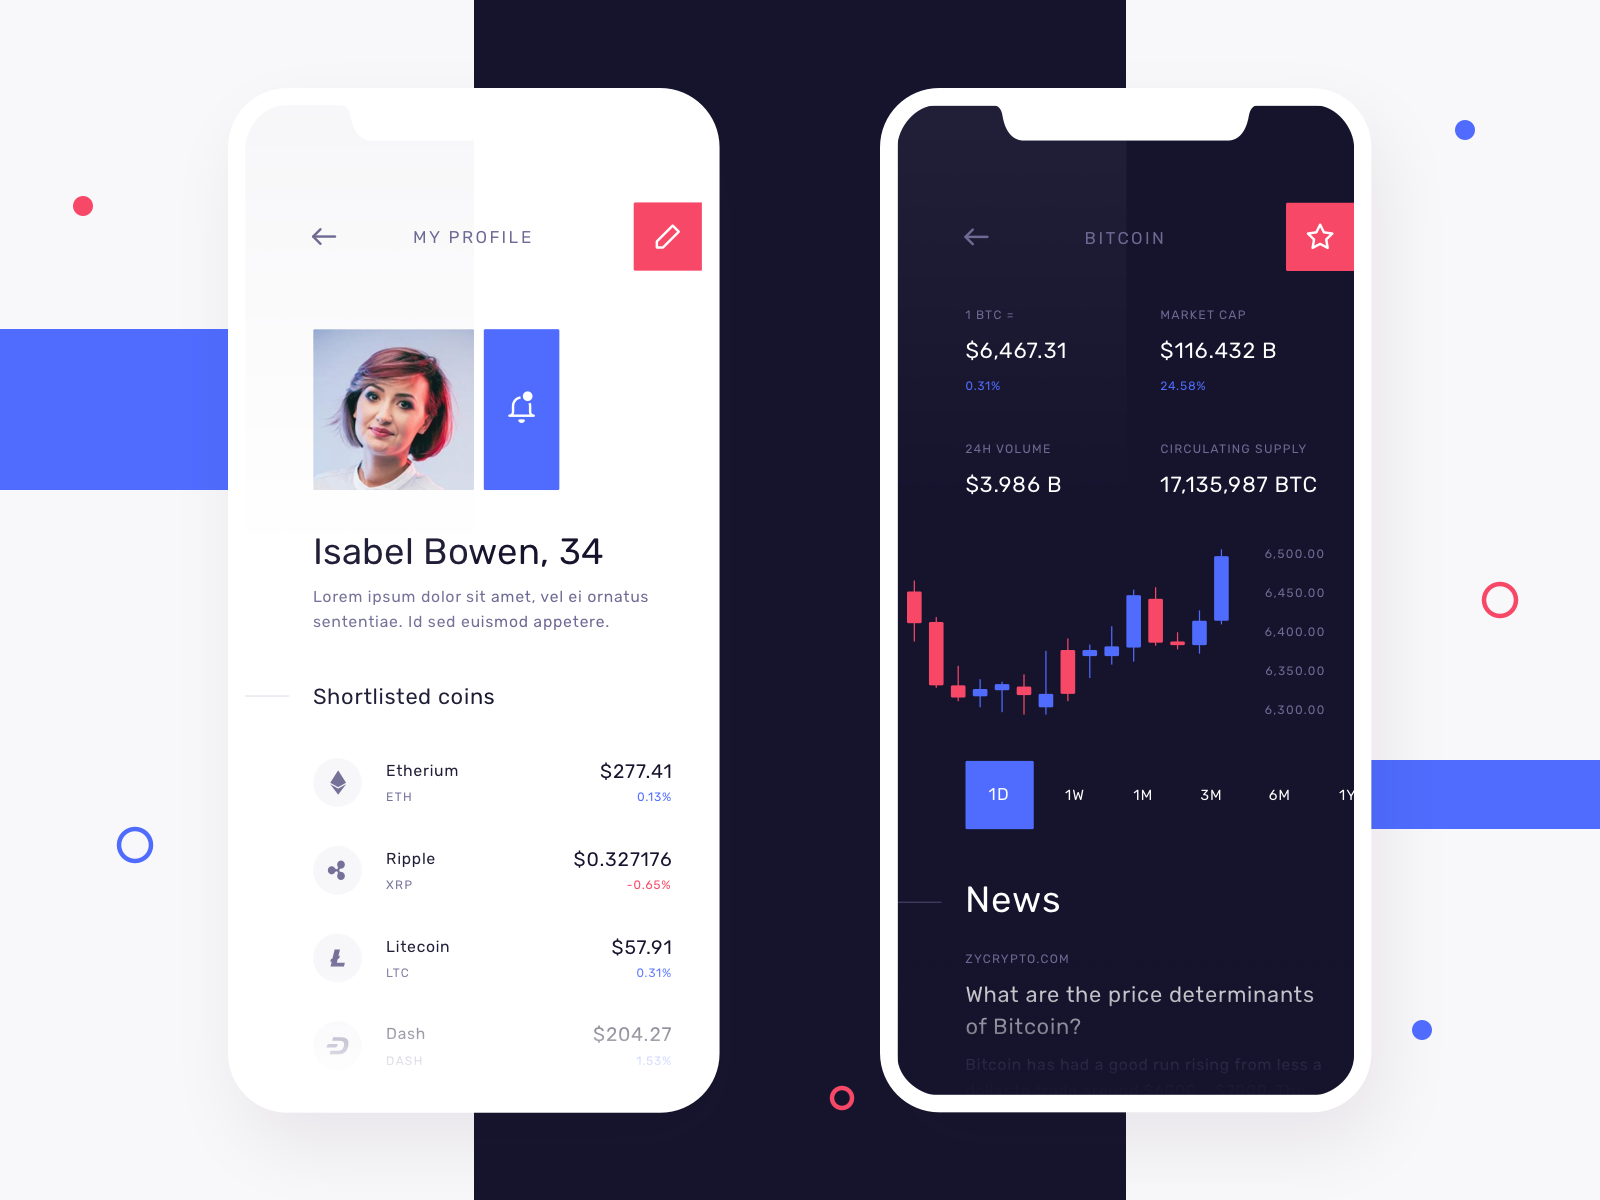 MY PROFILE
Isabel Bowen, 34
Lorem ipsum dolor sit amet, vel ei ornatus
sententiae. Id sed euismod appetere.
Shortlisted coins
Etherium
$277.41
ETH
0.13%
Ripple
$0.327176
XRP
-0.65%
Litecoin
$57.91
LTC
0.31%
Dash
$204.27
DASH
1.53%
BITCOIN
1 BTC =
MARKET CAP
$6,467.31
$116.432 B
0.31%
24.58%
24H VOLUME
CIRCULATING SUPPLY
$3.986 B
17,135,987 BTC
6,500.00
6,450.00
6,400.00
6,350.00
6,300.00
1D 1W 1M 3M 6M 1Y
News
ZYCRYPTO.COM
What are the price determinants
of Bitcoin?
Bitcoin has had a good run rising from less a